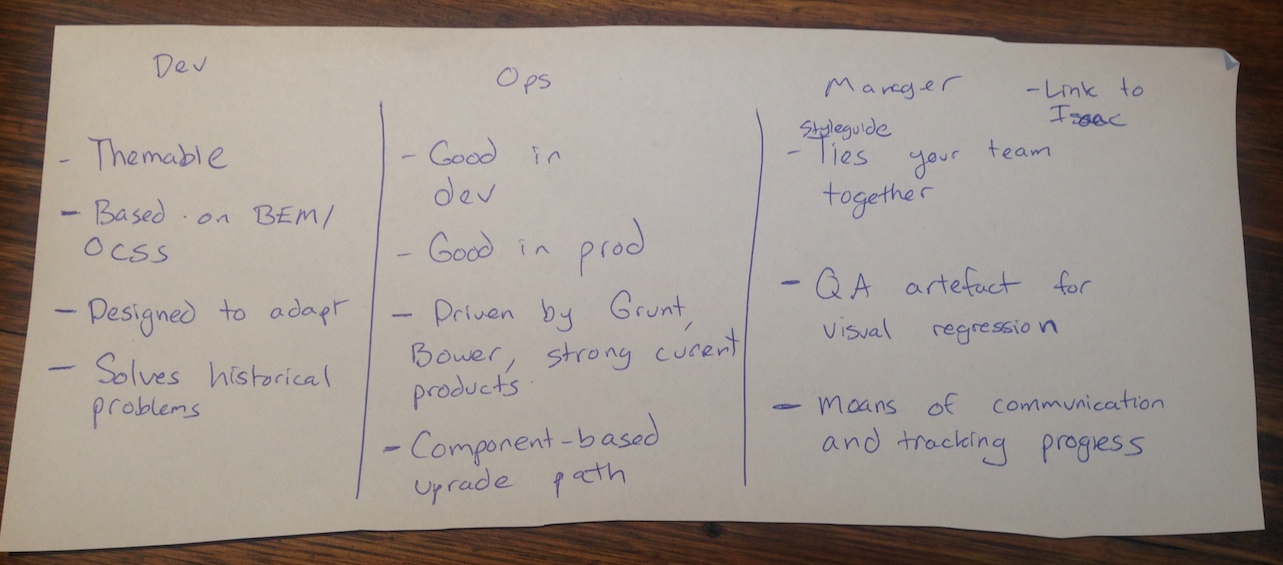 Dev
- Themable
- Based on BEM/
OCSS
- Designed to adapt
- Solves historical
problems
Ops
- Good in
dev
- Good in prod
- Driven by Grunt,
Bower, strong curent
products
- Component-based
uprade path
Manager
- Link to
Isaac
Styleguide
- Ties your team
together
- QA artefact for
visual regression
- Means of communication
and tracking progress